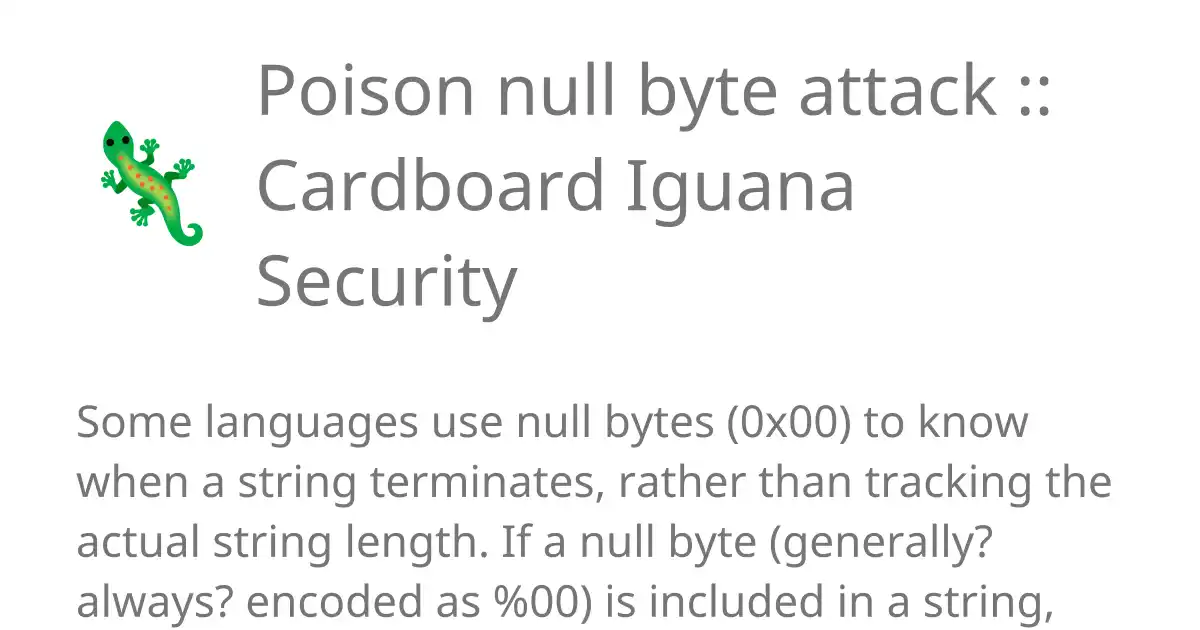 Poison null byte attack ::
Cardboard Iguana
Security
Some languages use null bytes (0x00) to know
when a string terminates, rather than tracking the
actual string length. If a null byte (generally?
always? encoded as %00) is included in a string,